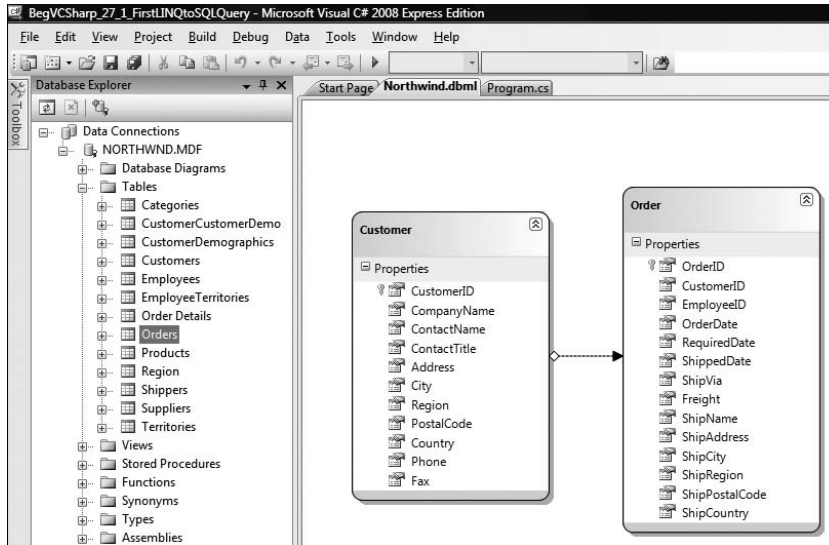 BegVCSharp_27_1_FirstLINQtoSQLQuery - Microsoft Visual C# 2008 Express Edition
File Edit View Project Build Debug Data Tools Window Help
Toolbox
Database Explorer
Data Connections
NORTHWND.MDF
Database Diagrams
Tables
Categories
CustomerCustomerDemo
CustomerDemographics
Customers
Employees
EmployeeTerritories
Order Details
Orders
Products
Region
Shippers
Suppliers
Territories
Views
Stored Procedures
Functions
Synonyms
Types
Assemblies
Start Page Northwind.dbml Program.cs
Customer
Properties
CustomerID
CompanyName
ContactName
ContactTitle
Address
City
Region
PostalCode
Country
Phone
Fax
Order
Properties
OrderID
CustomerID
EmployeeID
OrderDate
RequiredDate
ShippedDate
ShipVia
Freight
ShipName
ShipAddress
ShipCity
ShipRegion
ShipPostalCode
ShipCountry